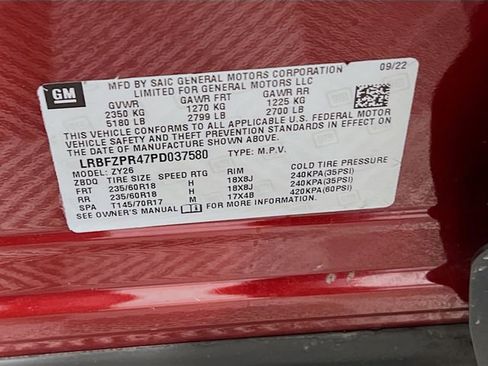 GM
09/22
MFD BY SAIC GENERAL MOTORS CORPORATION
LIMITED FOR GENERAL MOTORS LLC
GVWR GAWR FRT GAWR RR
2350 KG 1270 KG 1225 KG
5180 LB 2799 LB 2700 LB
THIS VEHICLE CONFORMS TO ALL APPLICABLE U.S. FEDERAL MOTOR
VEHICLE SAFETY AND THEFT PREVENTION STANDARDS IN EFFECT ON
THE DATE OF MANUFACTURE SHOWN ABOVE.
LRBFZPR47PD037580 TYPE: M.P.V.
MODEL: ZY26
ZBDQ TIRE SIZE SPEED RTG RIM COLD TIRE PRESSURE
FRT 235/60R18 H 18X8J 240KPA(35PSI)
RR 235/60R18 H 18X8J 240KPA(35PSI)
SPA T145/70R17 M 17X4B 420KPA(60PSI)
SEE OWNER'S MANUAL FOR MORE INFORMATION.